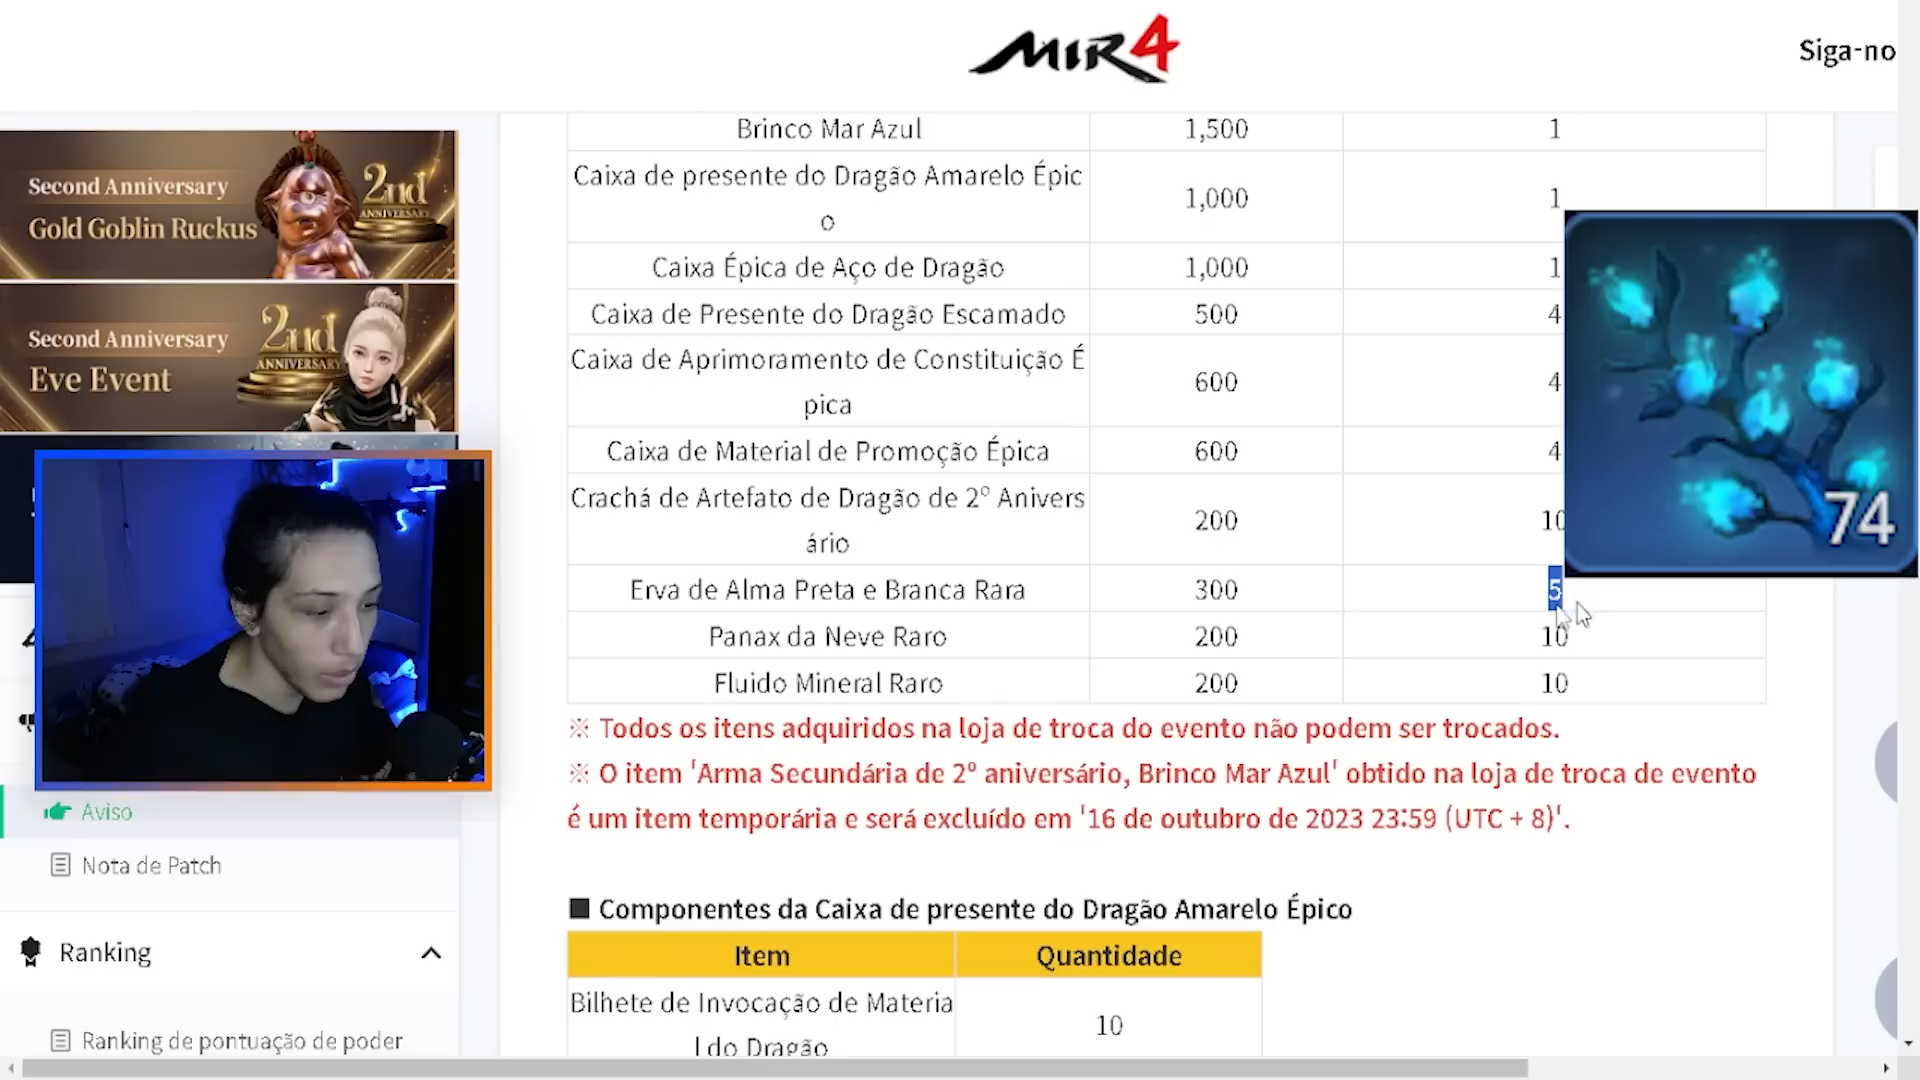 MIR4
Siga-no
Second Anniversary
Gold Goblin Ruckus
2nd
ANNIVERSARY
Second Anniversary
Eve Event
2nd
ANNIVERSARY
Brinco Mar Azul 1,500 1
Caixa de presente do Dragão Amarelo Épic
o 1,000 1
Caixa Épica de Aço de Dragão 1,000 1
Caixa de Presente do Dragão Escamado 500 4
Caixa de Aprimoramento de Constituição É
pica 600 4
Caixa de Material de Promoção Épica 600 4
Crachá de Artefato de Dragão de 2º Anivers
ário 200 10
Erva de Alma Preta e Branca Rara 300 5
Panax da Neve Raro 200 10
Fluido Mineral Raro 200 10
74
※ Todos os itens adquiridos na loja de troca do evento não podem ser trocados.
※ O item 'Arma Secundária de 2º aniversário, Brinco Mar Azul' obtido na loja de troca de evento
é um item temporária e será excluído em '16 de outubro de 2023 23:59 (UTC + 8)'.
Aviso
Nota de Patch
Ranking
Ranking de pontuação de poder
■ Componentes da Caixa de presente do Dragão Amarelo Épico
Item Quantidade
Bilhete de Invocação de Materia
l do Dragão 10